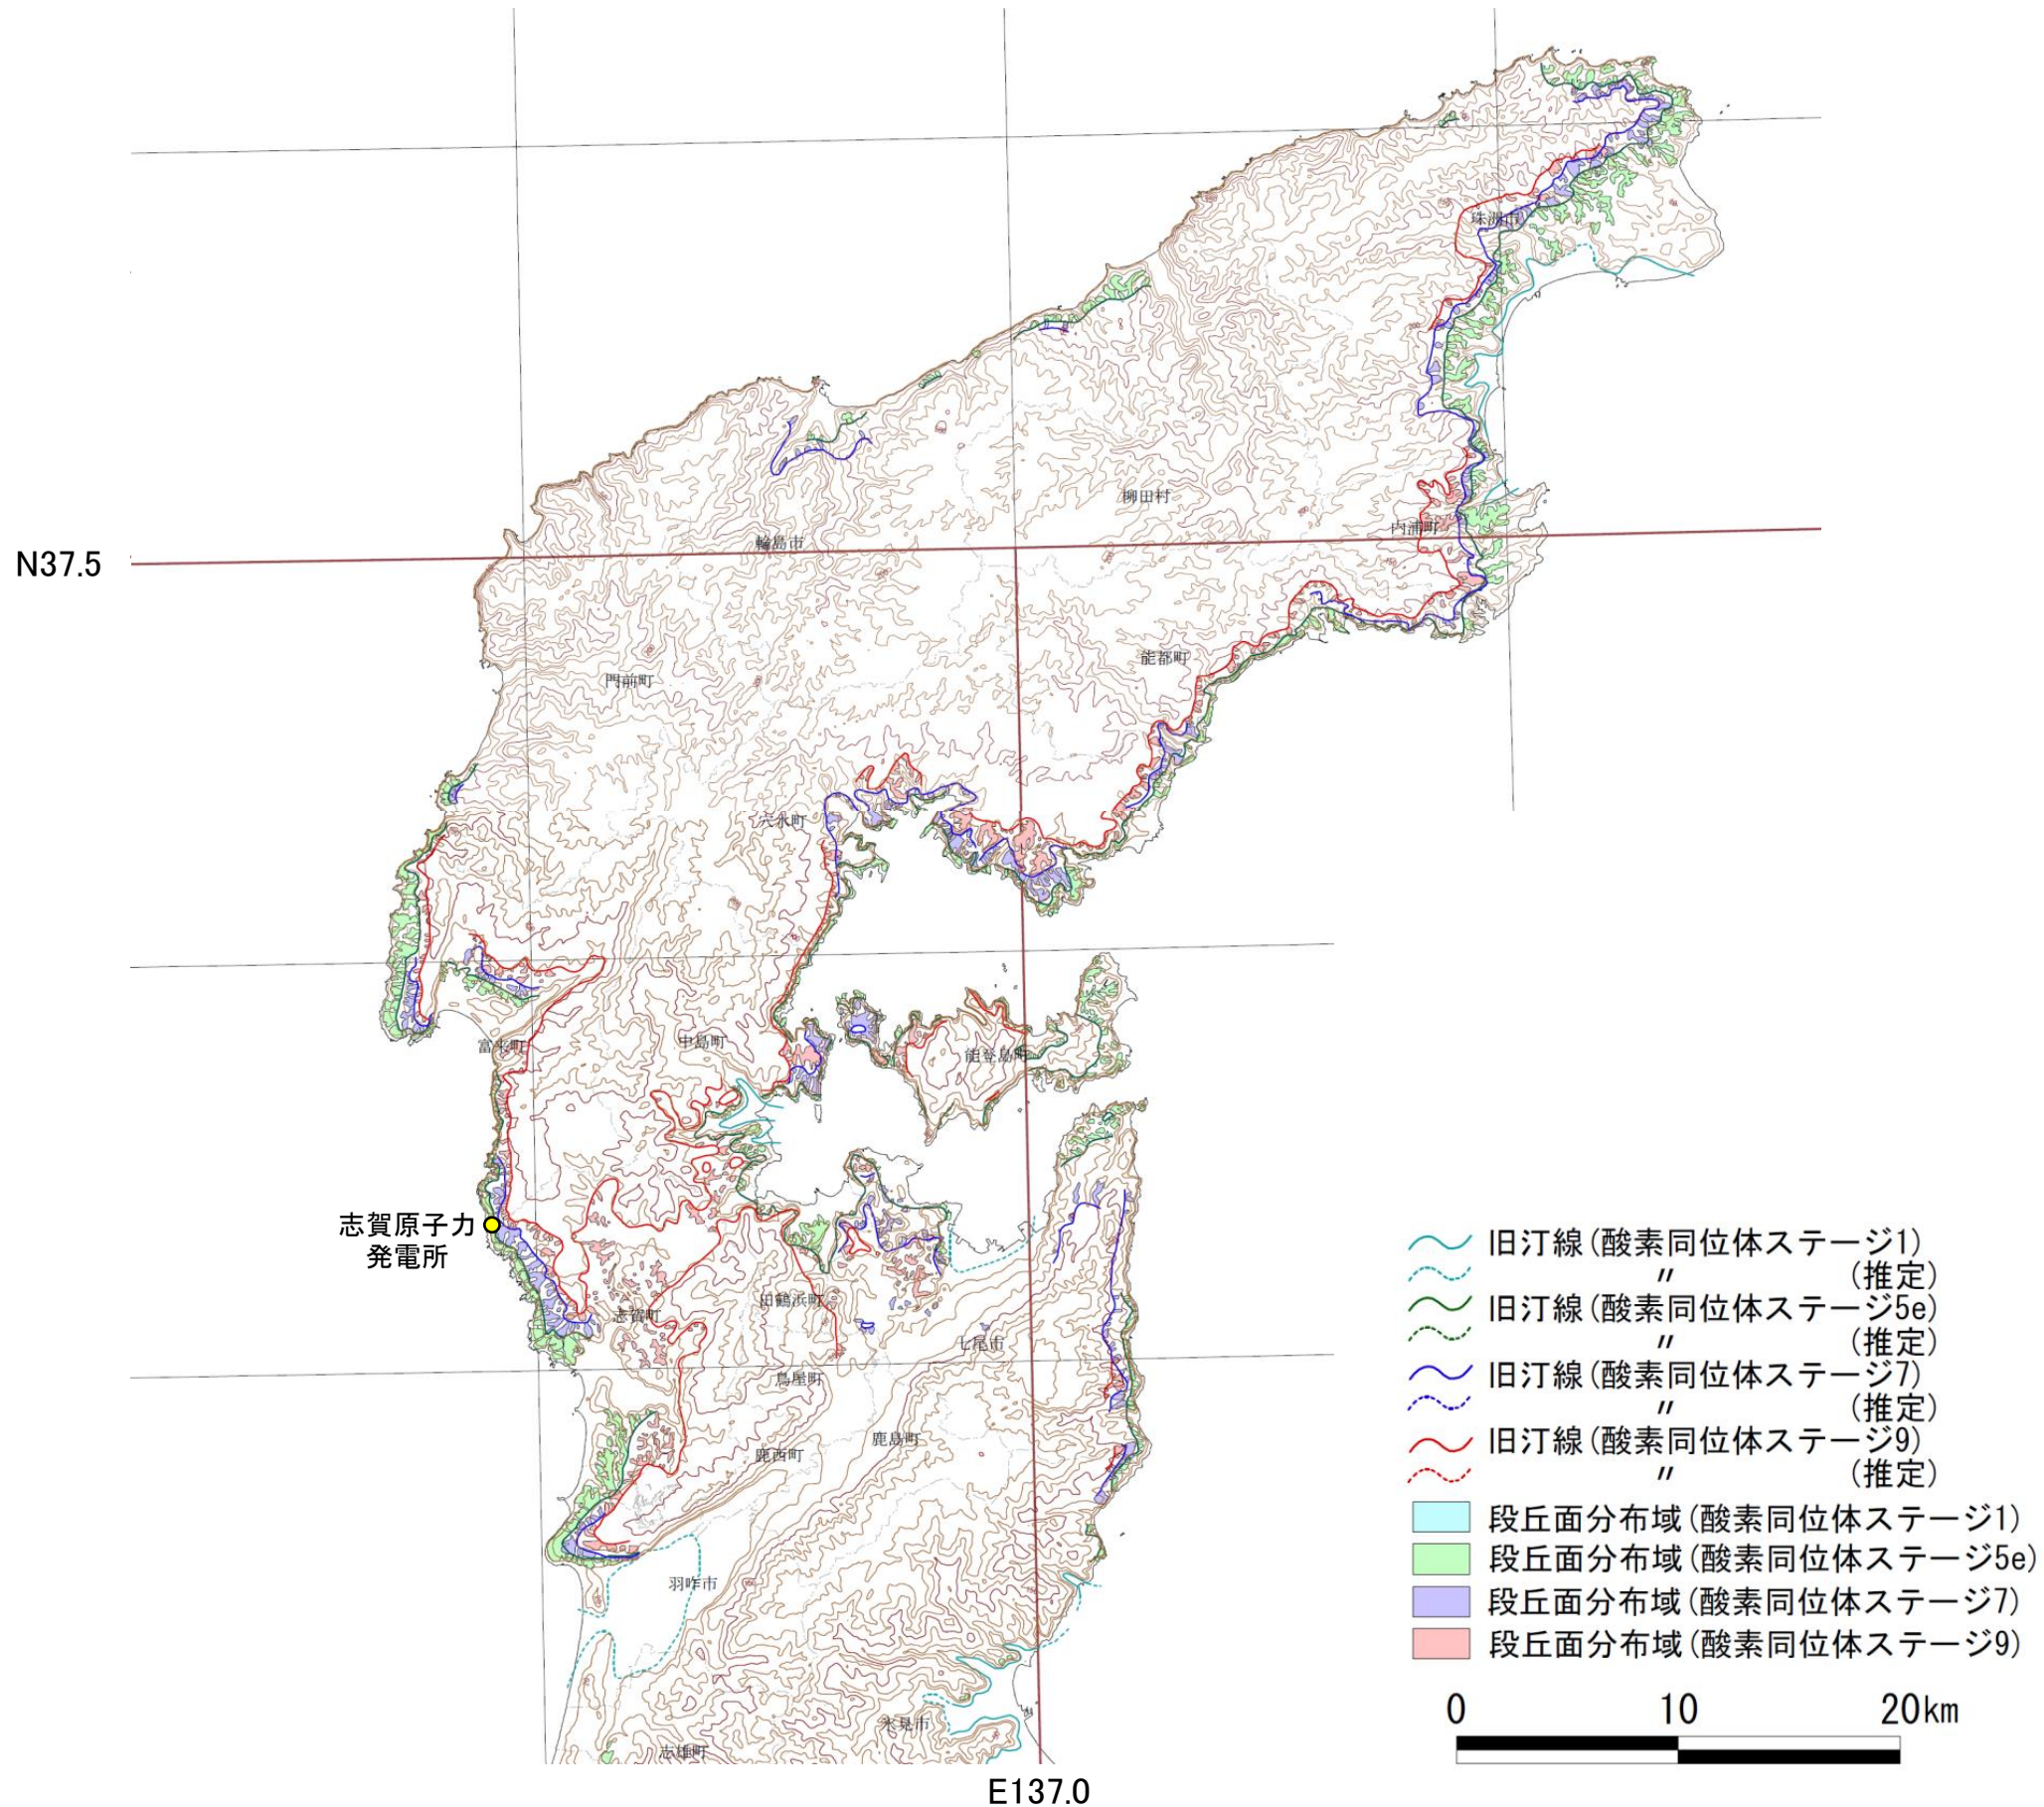 珠洲市
柳田村
内浦町
輪島市
N37.5
能都町
門前町
穴水町
富来町
中島町
能登島町
志賀原子力
発電所
志賀町
田鶴浜町
七尾市
鳥屋町
鹿島町
鹿西町
羽咋市
氷見市
志雄町
E137.0
旧汀線(酸素同位体ステージ1)
〃 (推定)
旧汀線(酸素同位体ステージ5e)
〃 (推定)
旧汀線(酸素同位体ステージ7)
〃 (推定)
旧汀線(酸素同位体ステージ9)
〃 (推定)
段丘面分布域(酸素同位体ステージ1)
段丘面分布域(酸素同位体ステージ5e)
段丘面分布域(酸素同位体ステージ7)
段丘面分布域(酸素同位体ステージ9)
0 10 20km